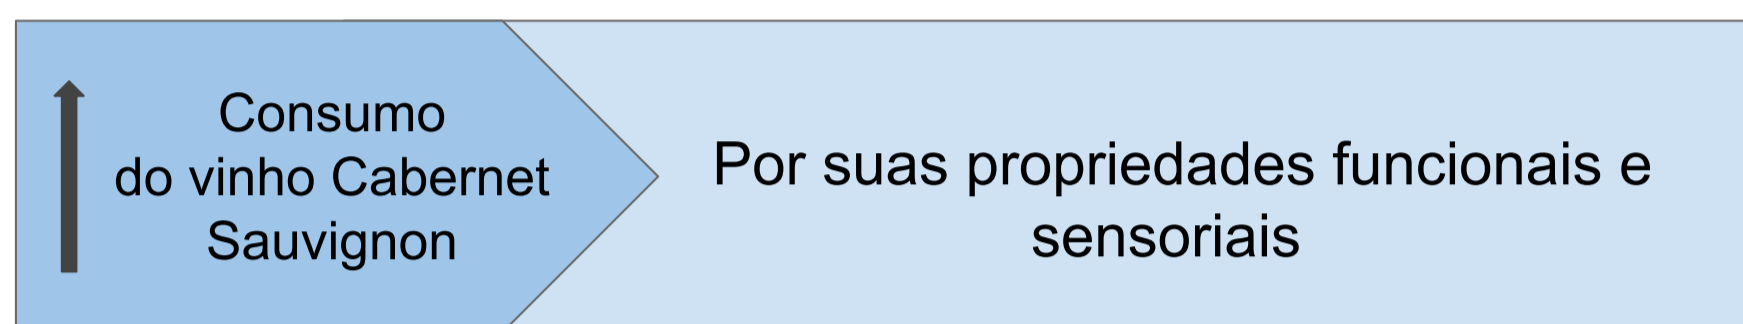 Consumo
do vinho Cabernet
Sauvignon
Por suas propriedades funcionais e
sensoriais